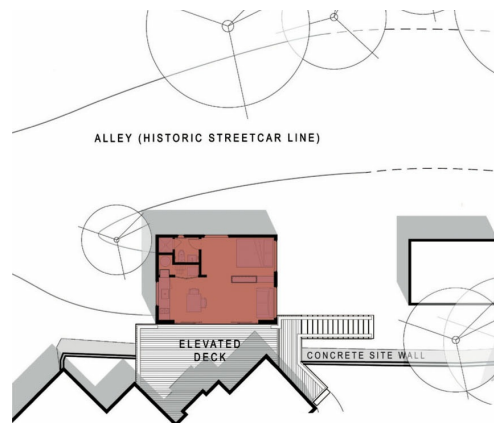 ALLEY (HISTORIC STREETCAR LINE)
ELEVATED
DECK
CONCRETE SITE WALL